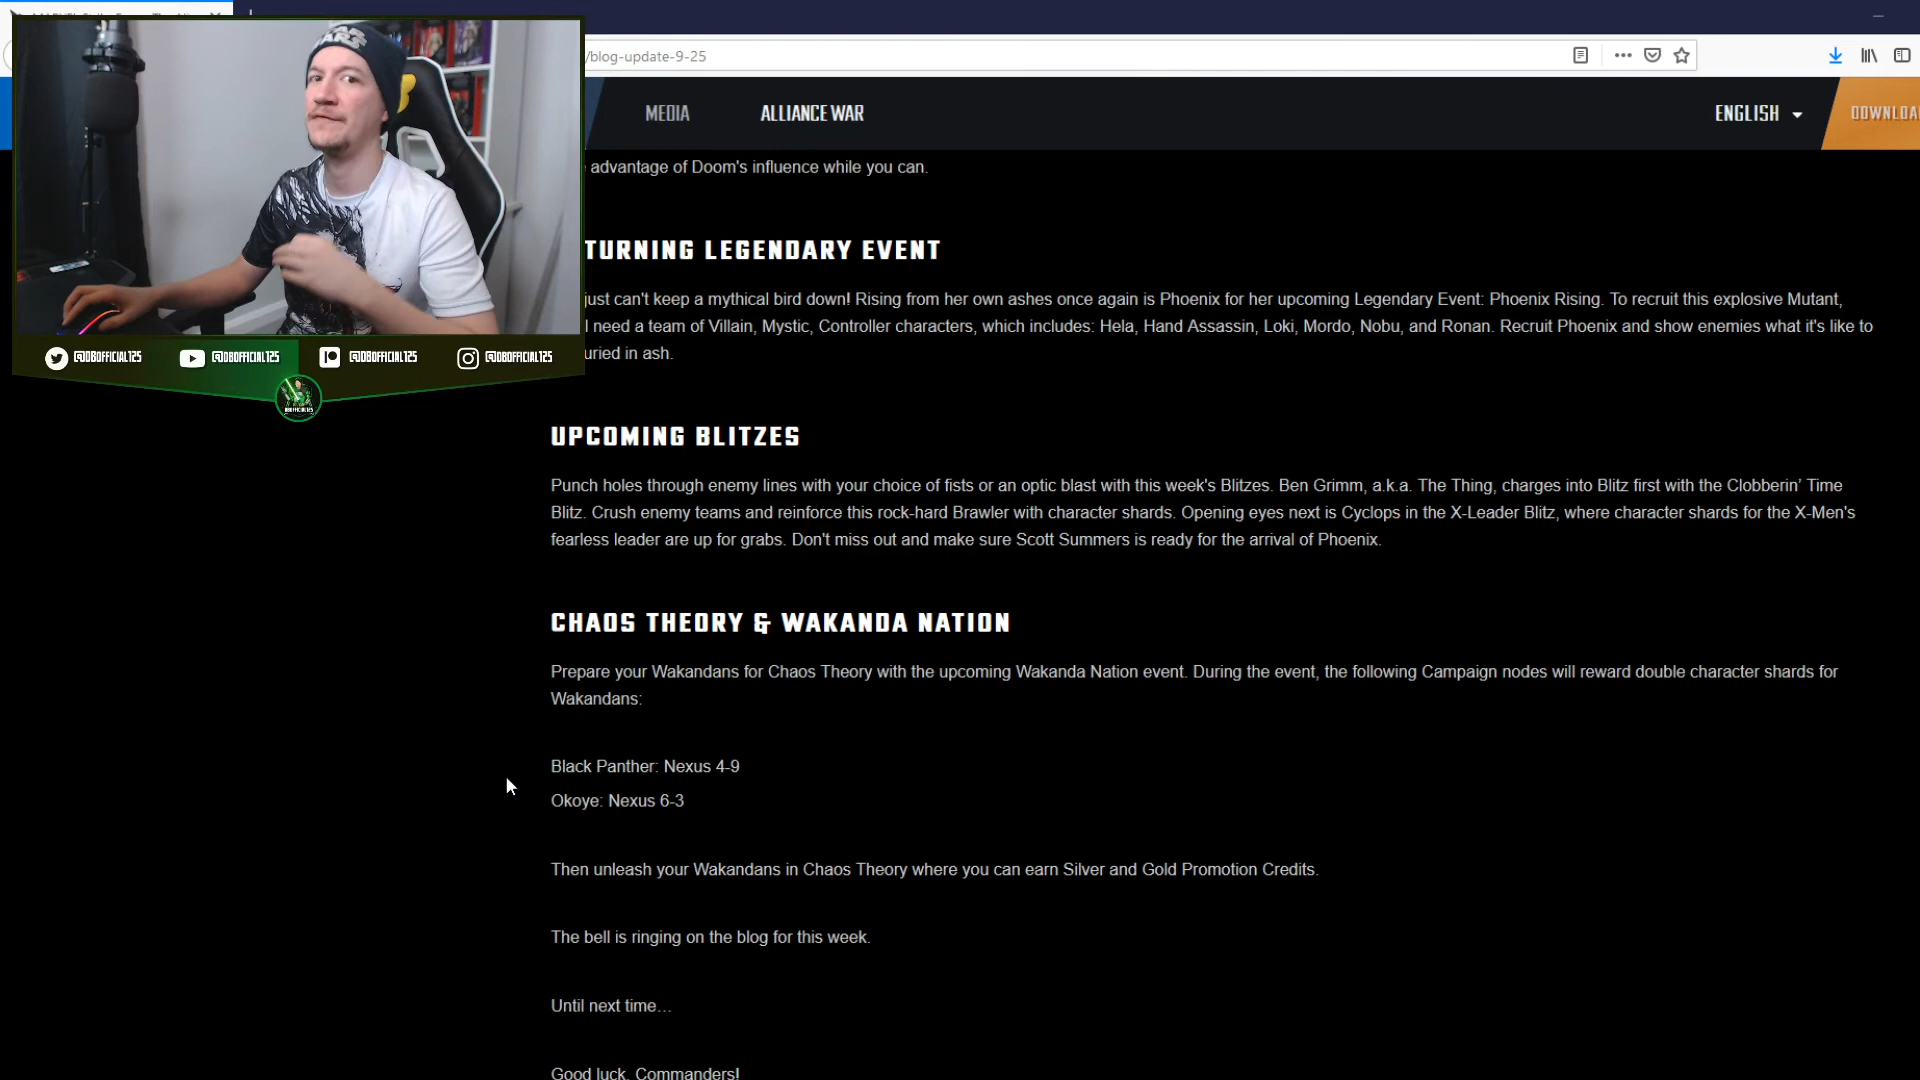 /blog-update-9-25
MEDIA
ALLIANCE WAR
ENGLISH
DOWNLOA
advantage of Doom's influence while you can.
TURNING LEGENDARY EVENT
just can't keep a mythical bird down! Rising from her own ashes once again is Phoenix for her upcoming Legendary Event: Phoenix Rising. To recruit this explosive Mutant,
need a team of Villain, Mystic, Controller characters, which includes: Hela, Hand Assassin, Loki, Mordo, Nobu, and Ronan. Recruit Phoenix and show enemies what it's like to
uried in ash.
@DBOFFICIAL125 @DBOFFICIAL125 @DBOFFICIAL125 @DBOFFICIAL125
DBOFFICIAL125
UPCOMING BLITZES
Punch holes through enemy lines with your choice of fists or an optic blast with this week's Blitzes. Ben Grimm, a.k.a. The Thing, charges into Blitz first with the Clobberin' Time
Blitz. Crush enemy teams and reinforce this rock-hard Brawler with character shards. Opening eyes next is Cyclops in the X-Leader Blitz, where character shards for the X-Men's
fearless leader are up for grabs. Don't miss out and make sure Scott Summers is ready for the arrival of Phoenix.
CHAOS THEORY & WAKANDA NATION
Prepare your Wakandans for Chaos Theory with the upcoming Wakanda Nation event. During the event, the following Campaign nodes will reward double character shards for
Wakandans:
Black Panther: Nexus 4-9
Okoye: Nexus 6-3
Then unleash your Wakandans in Chaos Theory where you can earn Silver and Gold Promotion Credits.
The bell is ringing on the blog for this week.
Until next time…
Good luck, Commanders!